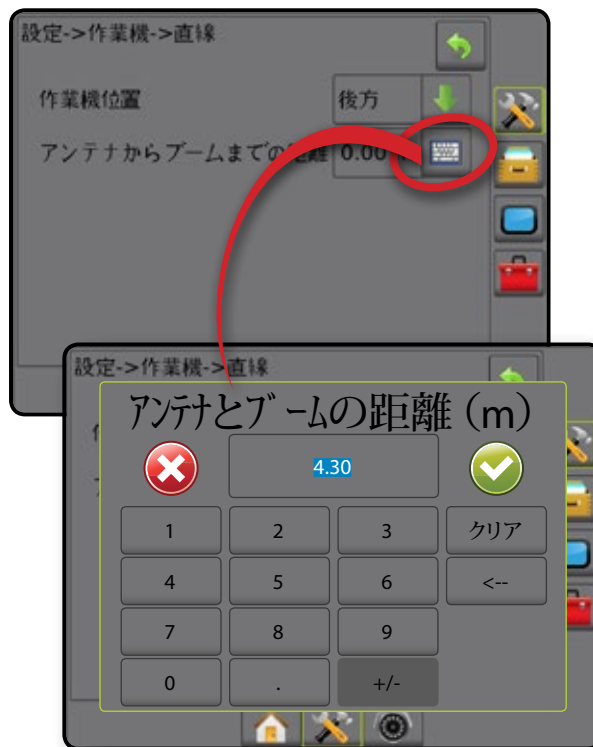 設定->作業機->直線
作業機位置 後方
アンテナからブームまでの距離 0.00
設定->作業機->直線
アンテナとブームの距離（m）
4.30
1 2 3 クリア
4 5 6 <--
7 8 9
0 . +/-